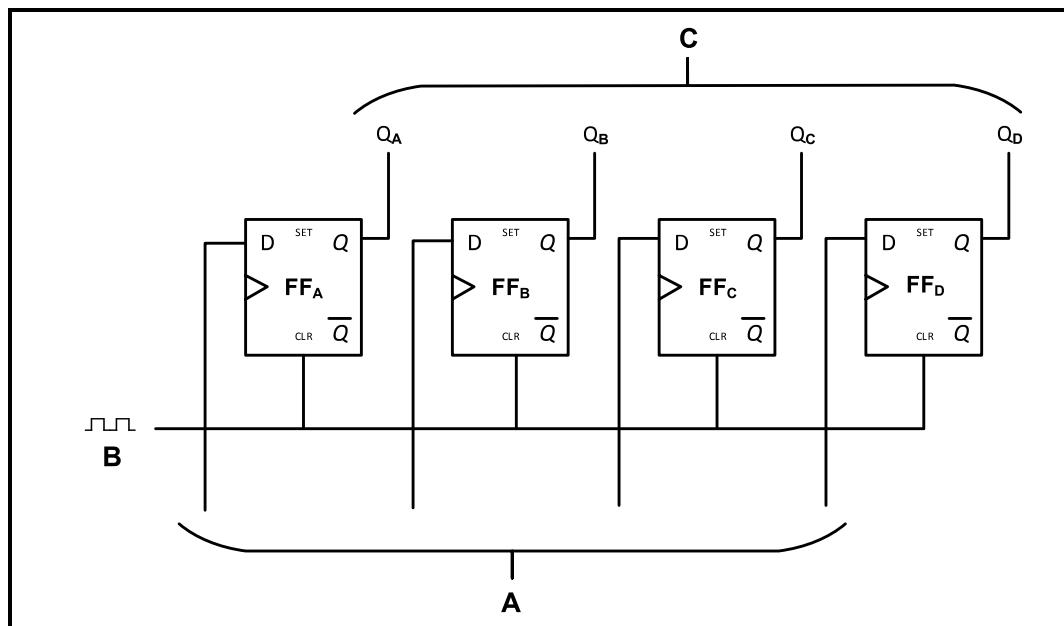 C
QA QB QC QD
D SET Q D SET Q D SET Q D SET Q
FFA FFB FFC FFD
CLR Q CLR Q CLR Q CLR Q
B
A